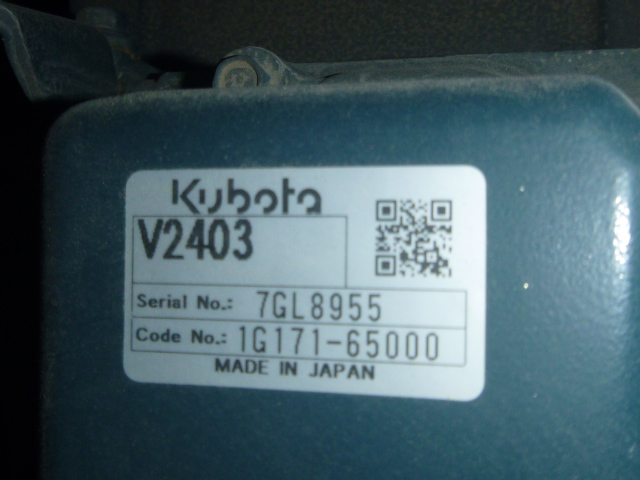 Kubota
V2403
Serial No.: 7GL8955
Code No.: 1G171-65000
MADE IN JAPAN